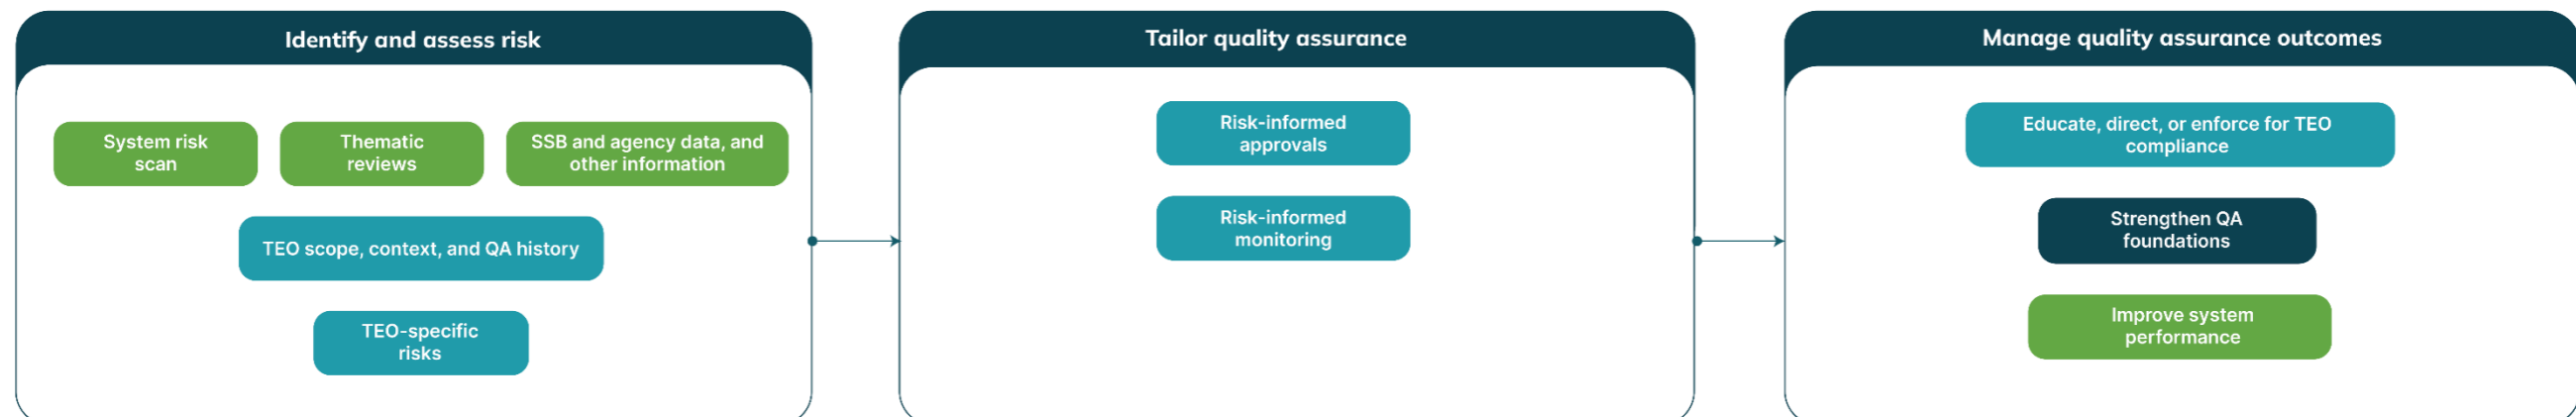 Identify and assess risk
System risk
scan
Thematic
reviews
SSB and agency data, and
other information
TEO scope, context, and QA history
TEO-specific
risks
Tailor quality assurance
Risk-informed
approvals
Risk-informed
monitoring
Manage quality assurance outcomes
Educate, direct, or enforce for TEO
compliance
Strengthen QA
foundations
Improve system
performance